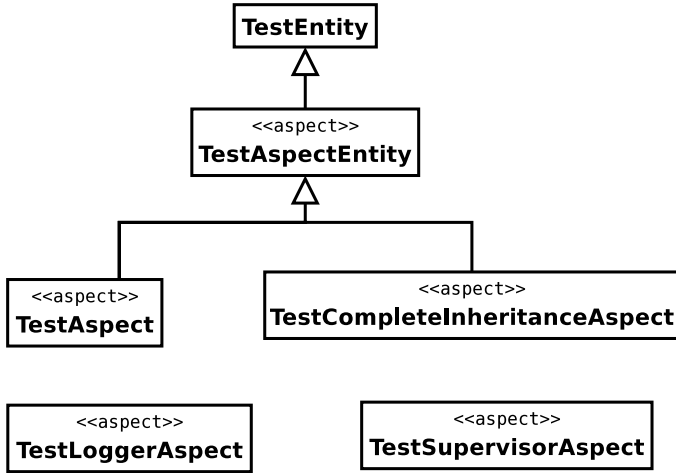 TestEntity
<<aspect>>
TestAspectEntity
<<aspect>>
TestAspect
<<aspect>>
TestCompleteInheritanceAspect
<<aspect>>
TestLoggerAspect
<<aspect>>
TestSupervisorAspect